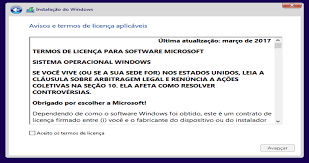 Instalação do Windows
Avisos e termos de licença aplicáveis
Última atualização: março de 2017
TERMOS DE LICENÇA PARA SOFTWARE MICROSOFT
SISTEMA OPERACIONAL WINDOWS
SE VOCÊ VIVE (OU SE A SUA SEDE FOR) NOS ESTADOS UNIDOS, LEIA A
CLÁUSULA SOBRE ARBITRAGEM LEGAL E RENÚNCIA A AÇÕES
COLETIVAS NA SEÇÃO 10. ELA AFETA COMO RESOLVER
CONTROVÉRSIAS.
Obrigado por escolher a Microsoft!
Dependendo de como o software Windows foi obtido, este é um contrato de
licença firmado entre (i) você e o fabricante do dispositivo ou do instalador
Aceito os termos de licença
Avançar